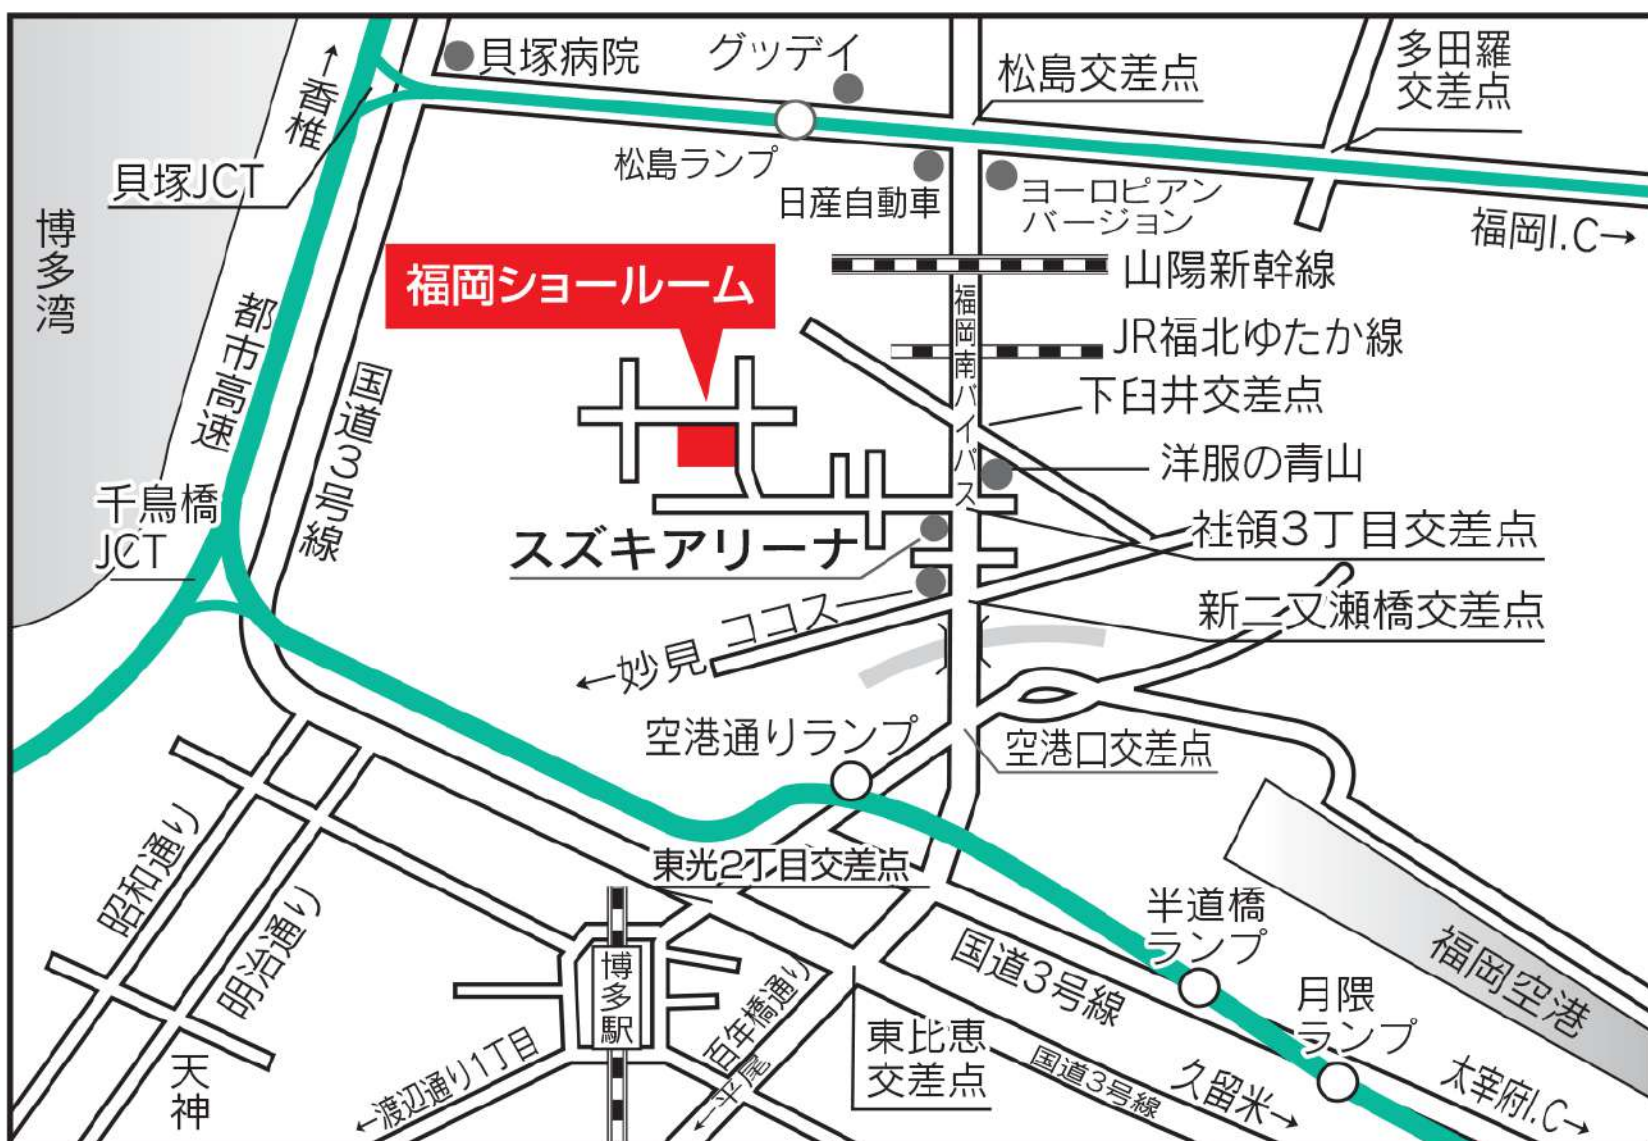 貝塚病院
グッデイ
松島交差点
多田羅
交差点
↑香椎
貝塚JCT
松島ランプ
日産自動車
ヨーロピアン
バージョン
福岡I.C→
博多湾
福岡ショールーム
山陽新幹線
都市高速
国道3号線
福岡南バイパス
JR福北ゆたか線
下臼井交差点
洋服の青山
千鳥橋
JCT
スズキアリーナ
社領3丁目交差点
ココス
新二又瀬橋交差点
←妙見
空港通りランプ
空港口交差点
昭和通り
明治通り
東光2丁目交差点
半道橋
ランプ
福岡空港
博多駅
百年橋通り
国道3号線
月隈
ランプ
天神
←渡辺通り1丁目
←平尾
東比恵
交差点
国道3号線
久留米→
太宰府I.C→